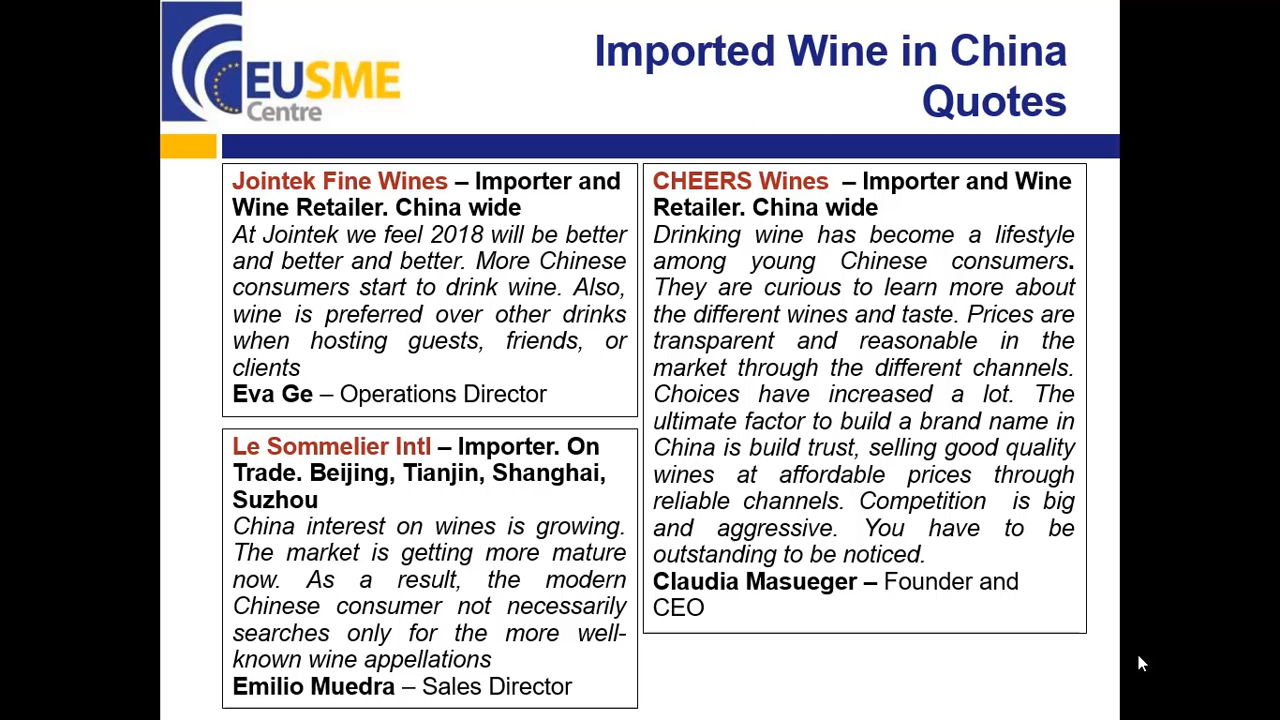 EUSME
Centre
Imported Wine in China
Quotes
Jointek Fine Wines – Importer and
Wine Retailer. China wide
At Jointek we feel 2018 will be better
and better and better. More Chinese
consumers start to drink wine. Also,
wine is preferred over other drinks
when hosting guests, friends, or
clients
Eva Ge – Operations Director
Le Sommelier Intl – Importer. On
Trade. Beijing, Tianjin, Shanghai,
Suzhou
China interest on wines is growing.
The market is getting more mature
now. As a result, the modern
Chinese consumer not necessarily
searches only for the more well-
known wine appellations
Emilio Muedra – Sales Director
CHEERS Wines – Importer and Wine
Retailer. China wide
Drinking wine has become a lifestyle
among young Chinese consumers.
They are curious to learn more about
the different wines and taste. Prices are
transparent and reasonable in the
market through the different channels.
Choices have increased a lot. The
ultimate factor to build a brand name in
China is build trust, selling good quality
wines at affordable prices through
reliable channels. Competition is big
and aggressive. You have to be
outstanding to be noticed.
Claudia Masueger – Founder and
CEO